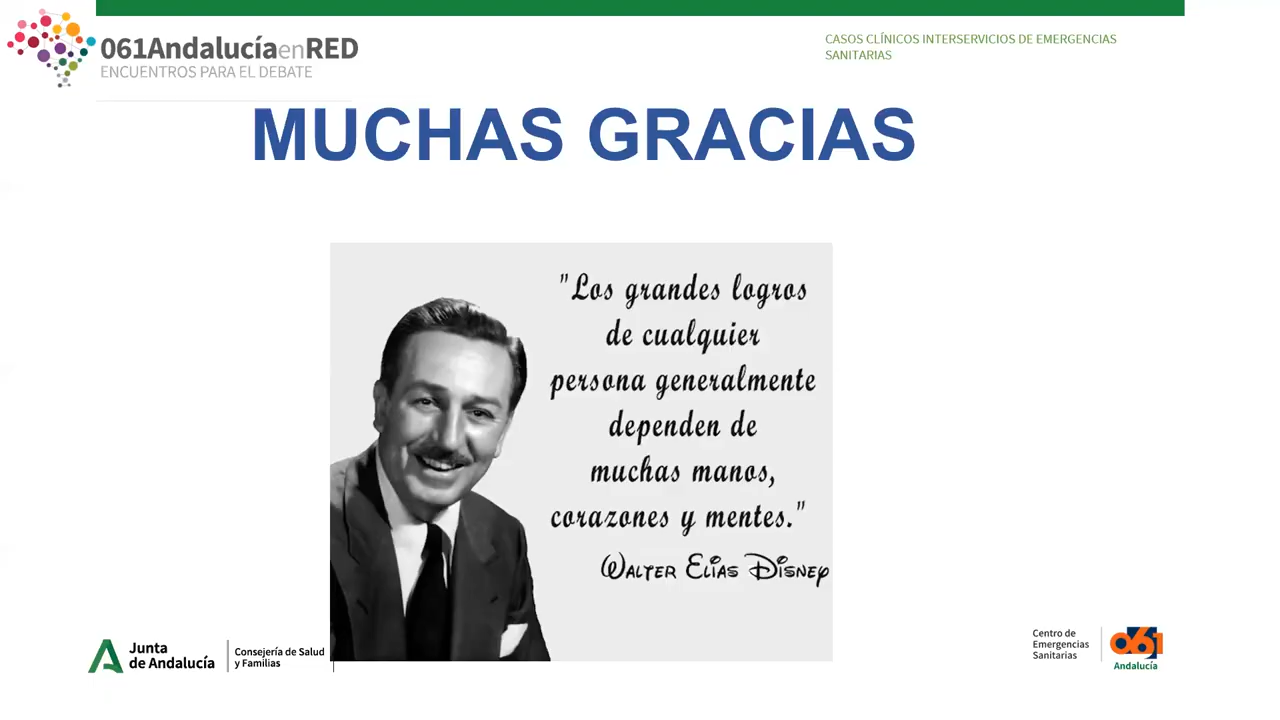 061AndalucíaenRED
ENCUENTROS PARA EL DEBATE
CASOS CLÍNICOS INTERSERVICIOS DE EMERGENCIAS
SANITARIAS
MUCHAS GRACIAS
"Los grandes logros
de cualquier
persona generalmente
dependen de
muchas manos,
corazones y mentes."
Walter Elias Disney
Junta
de Andalucía
Consejería de Salud
y Familias
Centro de
Emergencias
Sanitarias
061
Andalucía